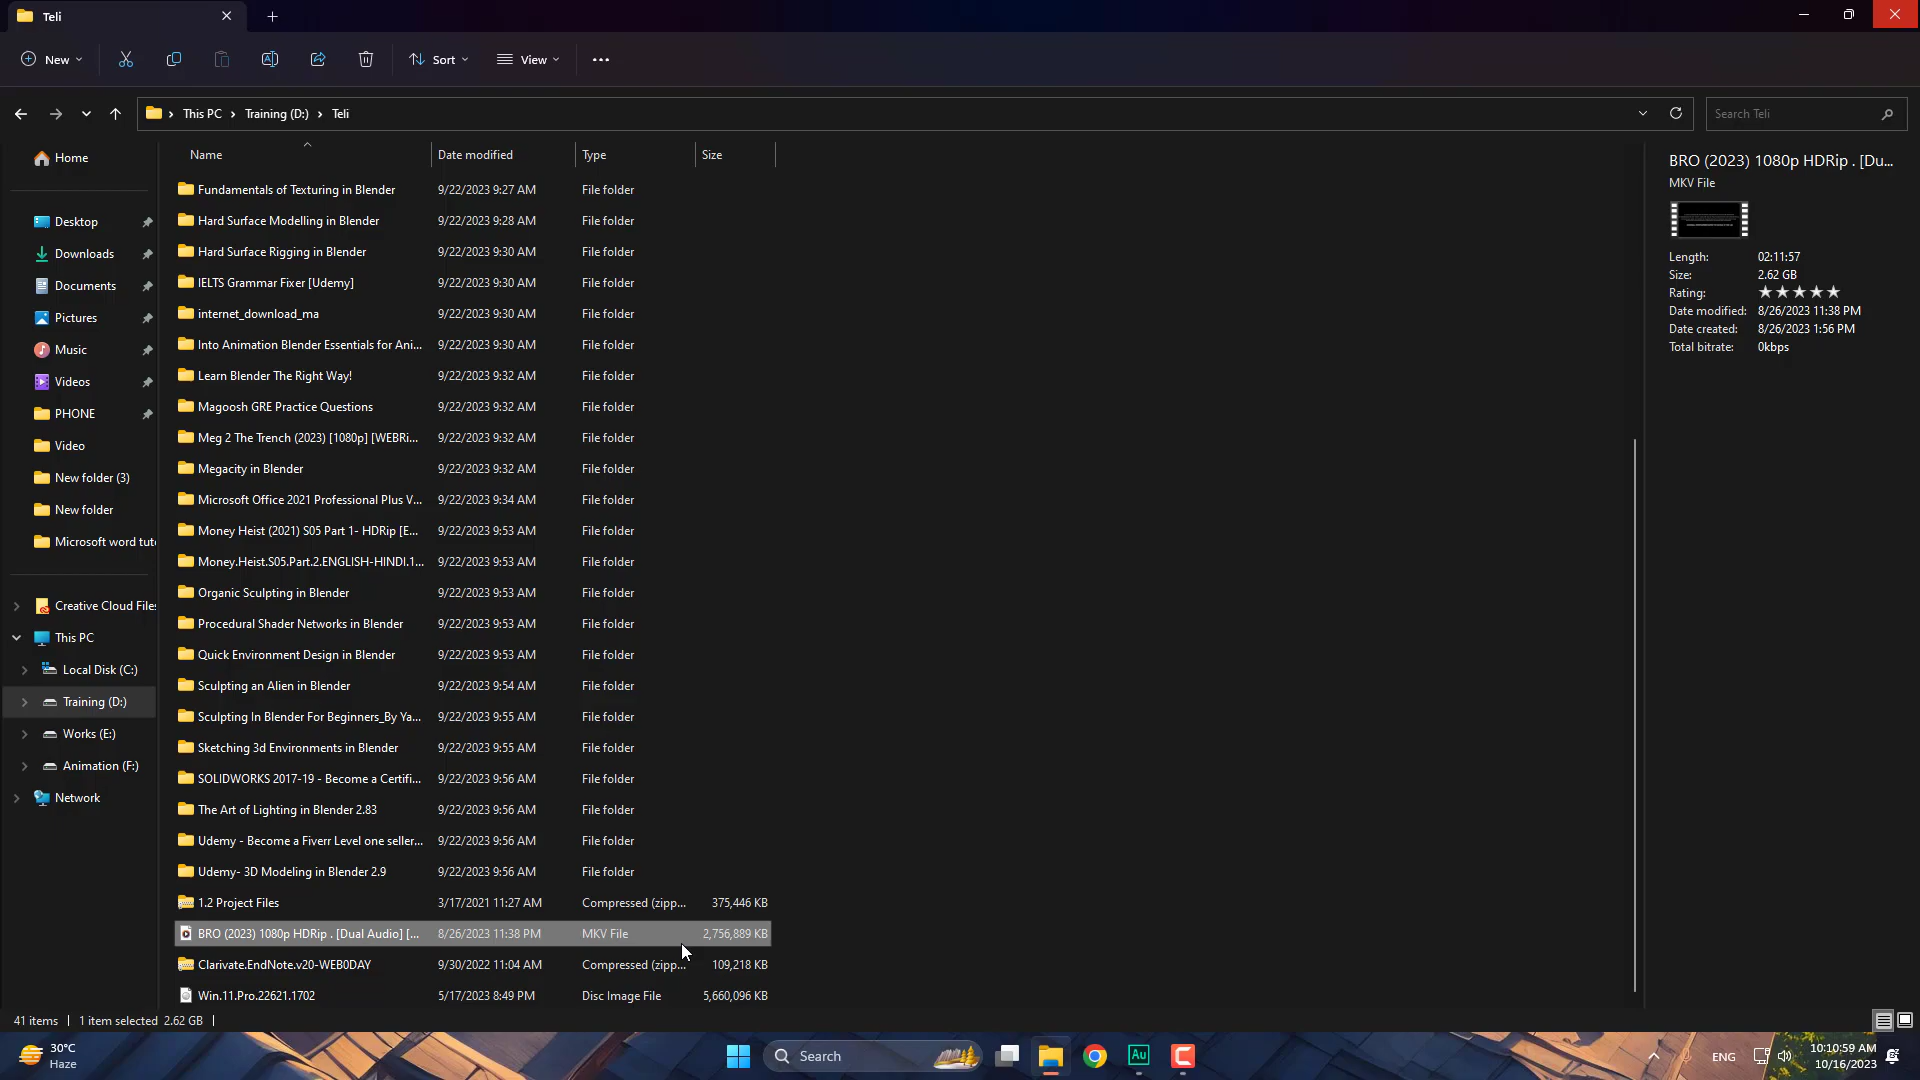 Teli
New
Sort
View
This PC
Training (D:)
Teli
Search Teli
Home
Desktop
Downloads
Documents
Pictures
Music
Videos
PHONE
Video
New folder (3)
New folder
Microsoft word tut
Creative Cloud Files
This PC
Local Disk (C:)
Training (D:)
Works (E:)
Animation (F:)
Network
Name Date modified Type Size
Fundamentals of Texturing in Blender 9/22/2023 9:27 AM File folder
Hard Surface Modelling in Blender 9/22/2023 9:28 AM File folder
Hard Surface Rigging in Blender 9/22/2023 9:30 AM File folder
IELTS Grammar Fixer [Udemy] 9/22/2023 9:30 AM File folder
internet_download_ma 9/22/2023 9:30 AM File folder
Into Animation Blender Essentials for Ani... 9/22/2023 9:30 AM File folder
Learn Blender The Right Way! 9/22/2023 9:32 AM File folder
Magoosh GRE Practice Questions 9/22/2023 9:32 AM File folder
Meg 2 The Trench (2023) [1080p] [WEBRi... 9/22/2023 9:32 AM File folder
Megacity in Blender 9/22/2023 9:32 AM File folder
Microsoft Office 2021 Professional Plus V... 9/22/2023 9:34 AM File folder
Money Heist (2021) S05 Part 1- HDRip [E... 9/22/2023 9:53 AM File folder
Money.Heist.S05.Part.2.ENGLISH-HINDI.1... 9/22/2023 9:53 AM File folder
Organic Sculpting in Blender 9/22/2023 9:53 AM File folder
Procedural Shader Networks in Blender 9/22/2023 9:53 AM File folder
Quick Environment Design in Blender 9/22/2023 9:53 AM File folder
Sculpting an Alien in Blender 9/22/2023 9:54 AM File folder
Sculpting In Blender For Beginners_By Ya... 9/22/2023 9:55 AM File folder
Sketching 3d Environments in Blender 9/22/2023 9:55 AM File folder
SOLIDWORKS 2017-19 - Become a Certifi... 9/22/2023 9:56 AM File folder
The Art of Lighting in Blender 2.83 9/22/2023 9:56 AM File folder
Udemy - Become a Fiverr Level one seller... 9/22/2023 9:56 AM File folder
Udemy- 3D Modeling in Blender 2.9 9/22/2023 9:56 AM File folder
1.2 Project Files 3/17/2021 11:27 AM Compressed (zipp... 375,446 KB
BRO (2023) 1080p HDRip . [Dual Audio] [... 8/26/2023 11:38 PM MKV File 2,756,889 KB
Clarivate.EndNote.v20-WEB0DAY 9/30/2022 11:04 AM Compressed (zipp... 109,218 KB
Win.11.Pro.22621.1702 5/17/2023 8:49 PM Disc Image File 5,660,096 KB
BRO (2023) 1080p HDRip . [Du...
MKV File
Length: 02:11:57
Size: 2.62 GB
Rating:
Date modified: 8/26/2023 11:38 PM
Date created: 8/26/2023 1:56 PM
Total bitrate: 0kbps
41 items 1 item selected 2.62 GB
30°C
Haze
Search
Au
ENG
10:10:59 AM
10/16/2023